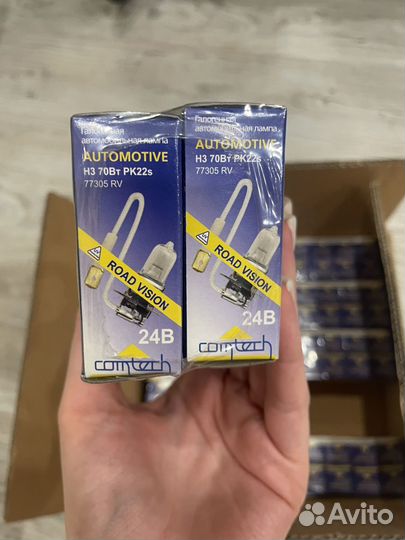 Галогенная
автомобильная лампа
AUTOMOTIVE
H3 70Вт PK22s
77305 RV
ROAD VISION
24В
comtech
Галогенная
автомобильная лампа
AUTOMOTIVE
H3 70Вт PK22s
77305 RV
ROAD VISION
24В
comtech
Avito